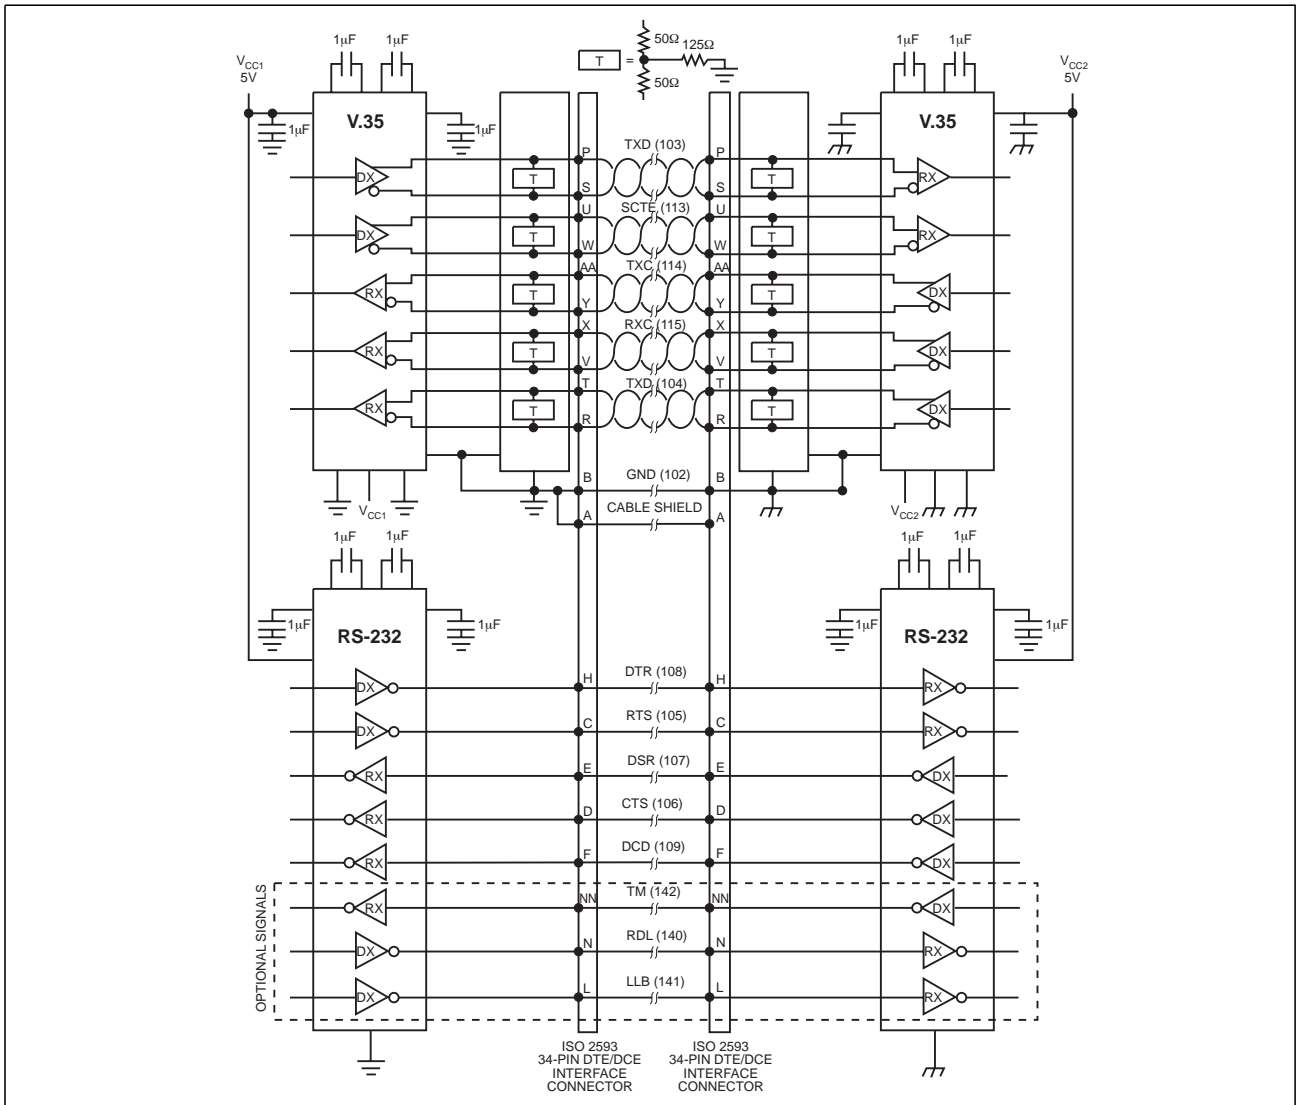 50Ω
125Ω
T =
50Ω
1µF 1µF
1µF 1µF
VCC1
5V
VCC2
5V
V.35
V.35
1µF
1µF
P TXD (103) P
DX T T RX
S S
U SCTE (113) U
DX T T RX
W W
AA TXC (114) AA
RX T T DX
Y Y
X RXC (115) X
RX T T DX
V V
T TXD (104) T
RX T T DX
R R
B GND (102) B
VCC1
VCC2
CABLE SHIELD
A A
1µF 1µF
1µF 1µF
1µF
1µF
1µF
1µF
RS-232
RS-232
DX H DTR (108) H RX
DX C RTS (105) C RX
RX E DSR (107) E DX
RX D CTS (106) D DX
RX F DCD (109) F DX
OPTIONAL SIGNALS
RX NN TM (142) NN DX
DX N RDL (140) N RX
DX L LLB (141) L RX
ISO 2593
34-PIN DTE/DCE
INTERFACE
CONNECTOR
ISO 2593
34-PIN DTE/DCE
INTERFACE
CONNECTOR